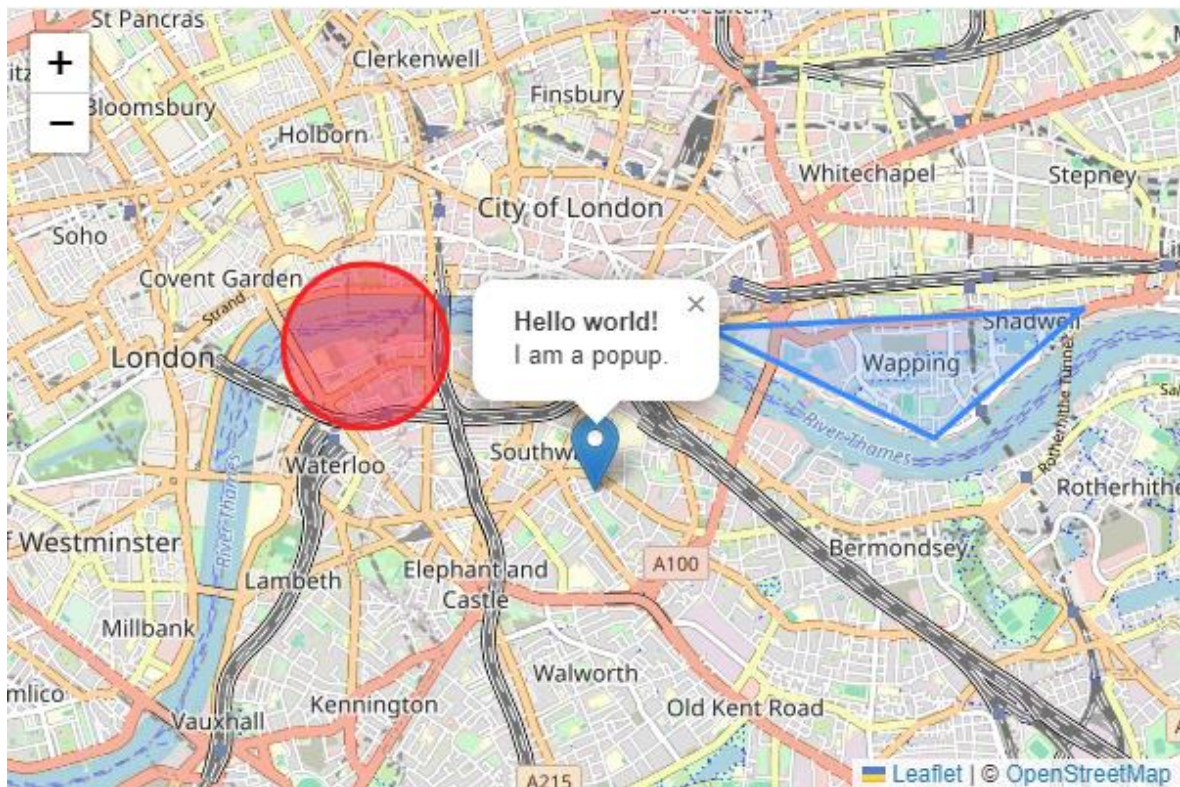 St Pancras
+
Clerkenwell
−
Bloomsbury
Finsbury
Holborn
Whitechapel
Stepney
City of London
Soho
Covent Garden
Strand
Hello world!
×
I am a popup.
Shadwell
London
Wapping
River Thames
Rotherhithe Tunnel
Waterloo
Westminster
River Thames
Lambeth
Elephant and
Castle
A100
Bermondsey
Millbank
Walworth
Kennington
Old Kent Road
Vauxhall
A215
Leaflet | © OpenStreetMap